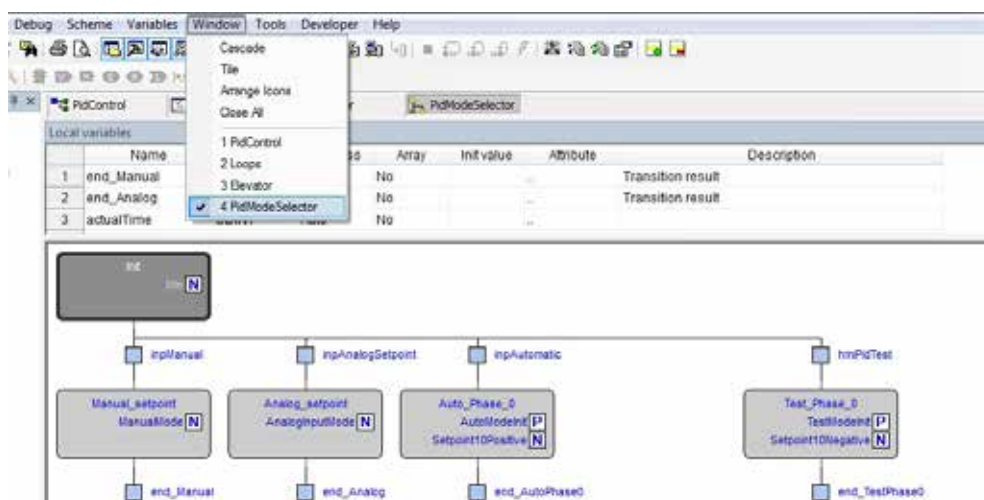 Debug Scheme Variables Window Tools Developer Help
Cascade
Tile
Arrange Icons
Close All
1 PidControl
2 Loops
3 Elevator
4 PidModeSelector
PidControl PidModeSelector
Local variables
Name Array Init value Attribute Description
1 end_Manual No .. Transition result
2 end_Analog No .. Transition result
3 actualTime No ..
Init
N
inpManual inpAnalogSetpoint inpAutomatic hmiPidTest
Manual_setpoint
ManualMode N
Analog_setpoint
AnalogInputMode N
Auto_Phase_0
AutoModeInit P
Setpoint10Positive N
Test_Phase_0
TestModeInit P
Setpoint10Negative N
end_Manual end_Analog end_AutoPhase0 end_TestPhase0